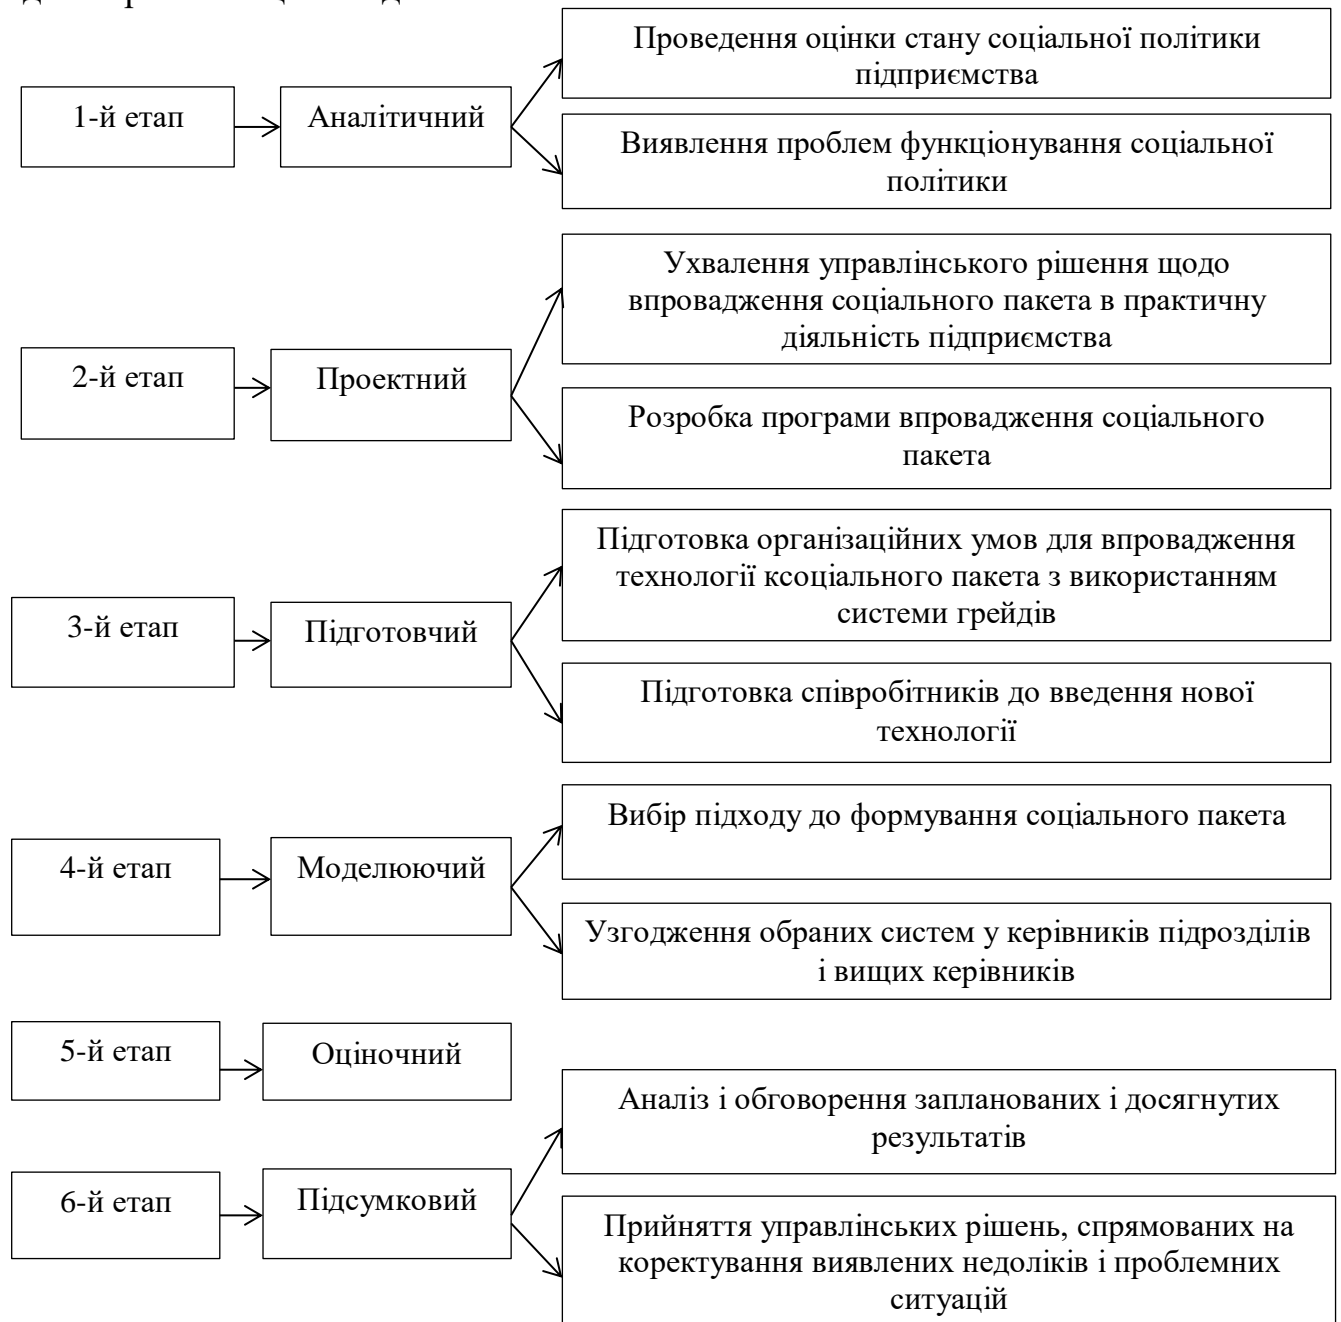 Проведення оцінки стану соціальної політики
підприємства
1-й етап
Аналітичний
Виявлення проблем функціонування соціальної
політики
Ухвалення управлінського рішення щодо
впровадження соціального пакета в практичну
діяльність підприємства
2-й етап
Проектний
Розробка програми впровадження соціального
пакета
Підготовка організаційних умов для впровадження
технології ксоціального пакета з використанням
системи грейдів
3-й етап
Підготовчий
Підготовка співробітників до введення нової
технології
Вибір підходу до формування соціального пакета
4-й етап
Моделюючий
Узгодження обраних систем у керівників підрозділів
і вищих керівників
5-й етап
Оціночний
Аналіз і обговорення запланованих і досягнутих
результатів
6-й етап
Підсумковий
Прийняття управлінських рішень, спрямованих на
коректування виявлених недоліків і проблемних
ситуацій